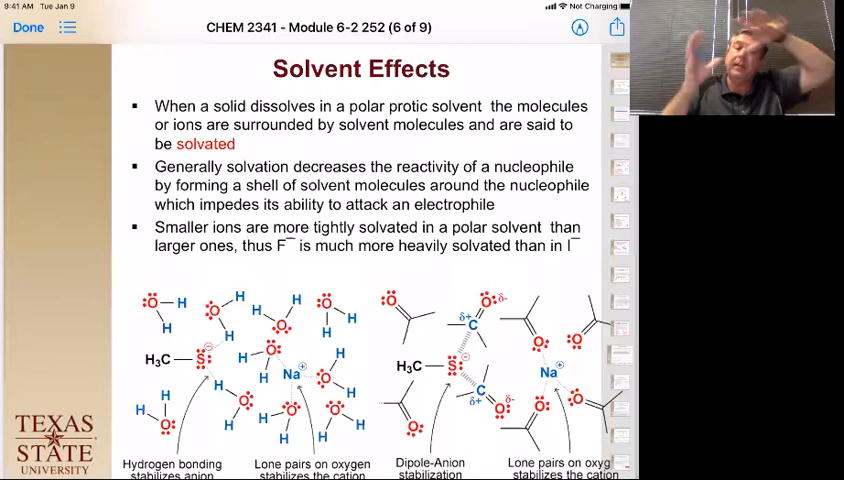 9:41 AM Tue Jan 9
Not Charging
Done
CHEM 2341 - Module 6-2 252 (6 of 9)
Solvent Effects
▪ When a solid dissolves in a polar protic solvent the molecules
or ions are surrounded by solvent molecules and are said to
be solvated
▪ Generally solvation decreases the reactivity of a nucleophile
by forming a shell of solvent molecules around the nucleophile
which impedes its ability to attack an electrophile
▪ Smaller ions are more tightly solvated in a polar solvent than
larger ones, thus F¯ is much more heavily solvated than in I¯
O H
H
O H
H
H
H
O
O
H
H
H₃C S ⊖
H
O
H
H
H
O
H
Na ⊕
O
H
H
O
H
H
O
H
H
H
O
H
O
δ+
C
O
δ-
O
O
H₃C S ⊖
Na ⊕
C
δ+
O
δ-
O
O
O
TEXAS
STATE
UNIVERSITY
Hydrogen bonding
stabilizes anion
Lone pairs on oxygen
stabilizes the cation
Dipole-Anion
stabilization
Lone pairs on oxyg
stabilizes the cation